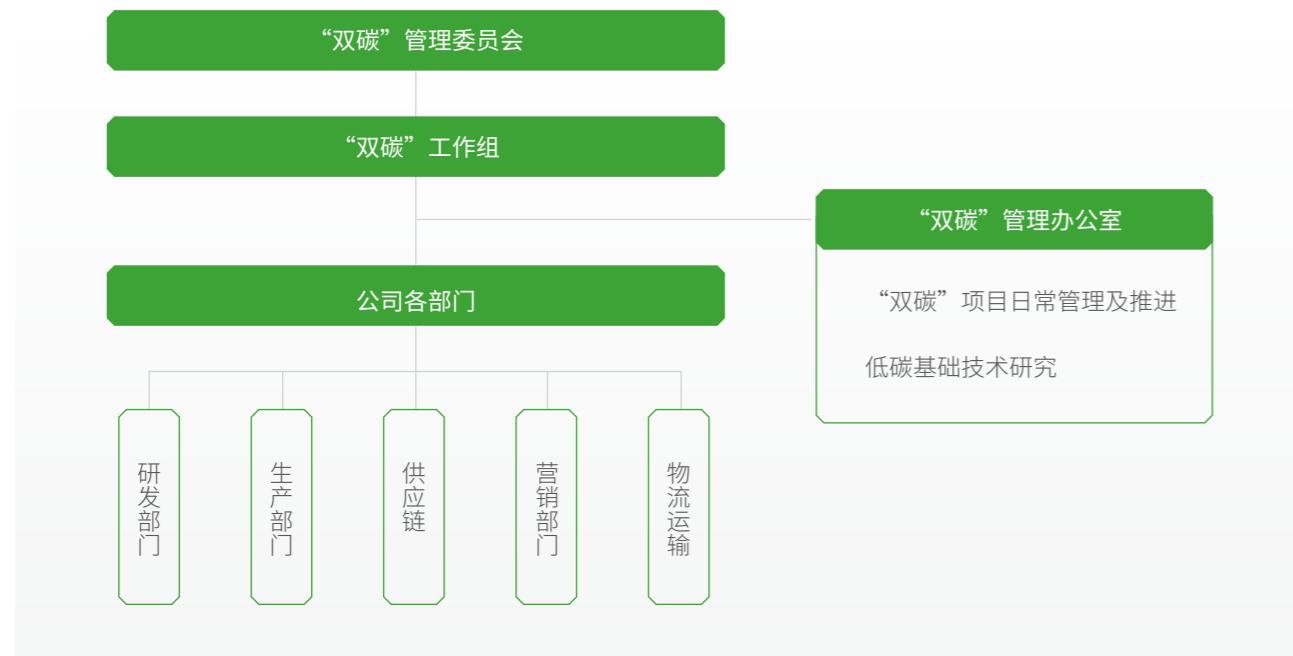 “双碳”管理委员会
“双碳”工作组
“双碳”管理办公室
“双碳”项目日常管理及推进
低碳基础技术研究
公司各部门
研发部门
生产部门
供应链
营销部门
物流运输